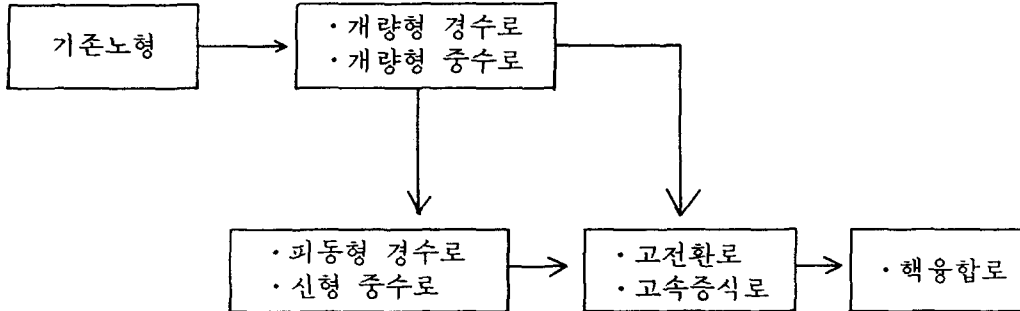 기존노형
· 개량형 경수로
· 개량형 중수로
· 피동형 경수로
· 신형 중수로
· 고전환로
· 고속증식로
· 핵융합로